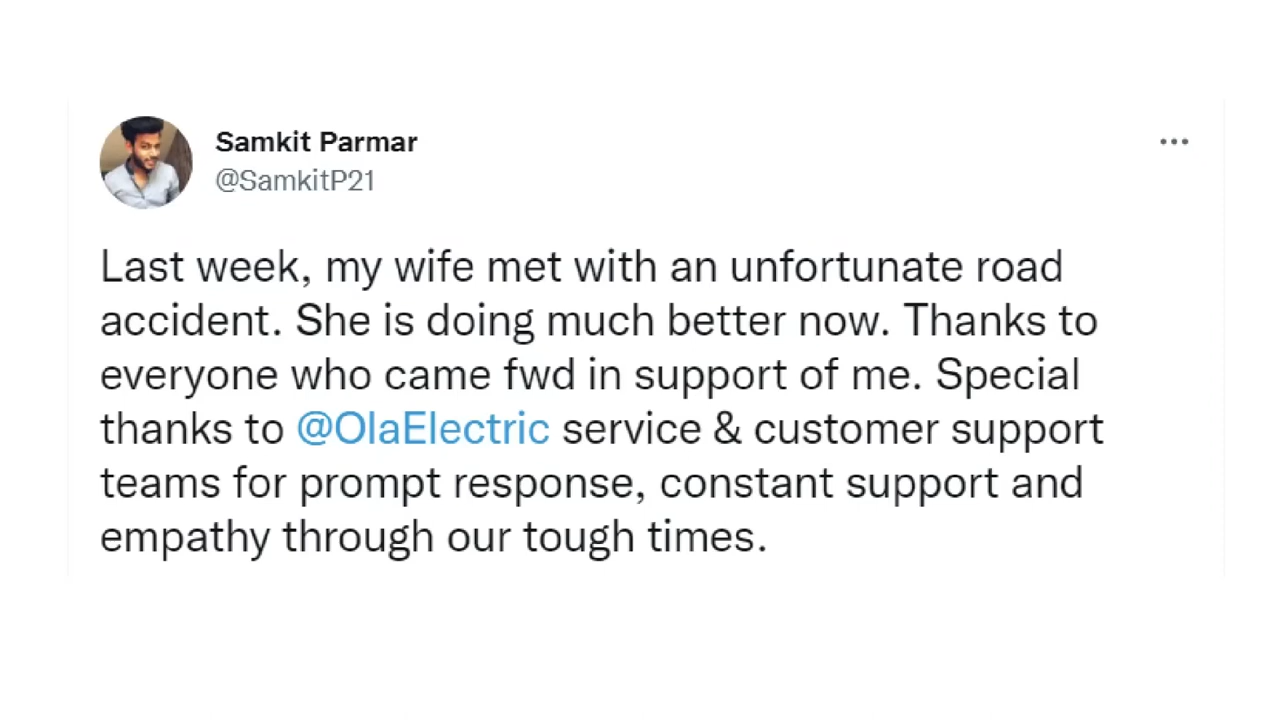 Samkit Parmar
@SamkitP21
Last week, my wife met with an unfortunate road
accident. She is doing much better now. Thanks to
everyone who came fwd in support of me. Special
thanks to @OlaElectric service & customer support
teams for prompt response, constant support and
empathy through our tough times.